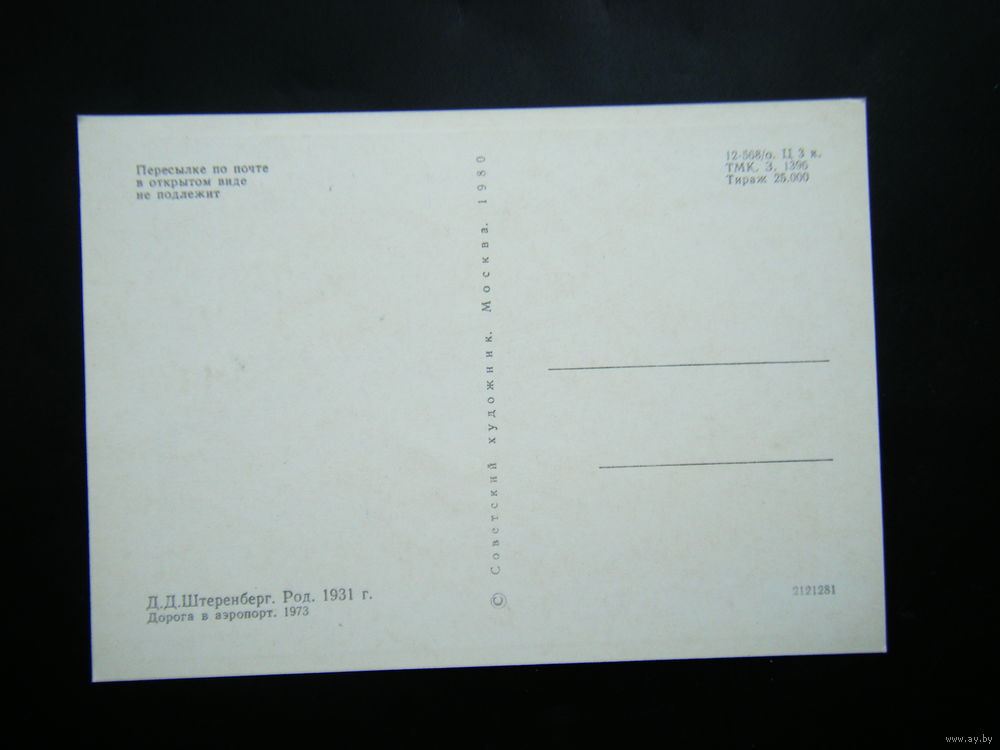 Пересылке по почте
в открытом виде
не подлежит
12-568/о. Ц 3 к.
ТМК. З. 1396
Тираж 25.000
© Советский художник. Москва. 1980
Д.Д.Штеренберг. Род. 1931 г.
Дорога в аэропорт. 1973
2121281
www.ay.by